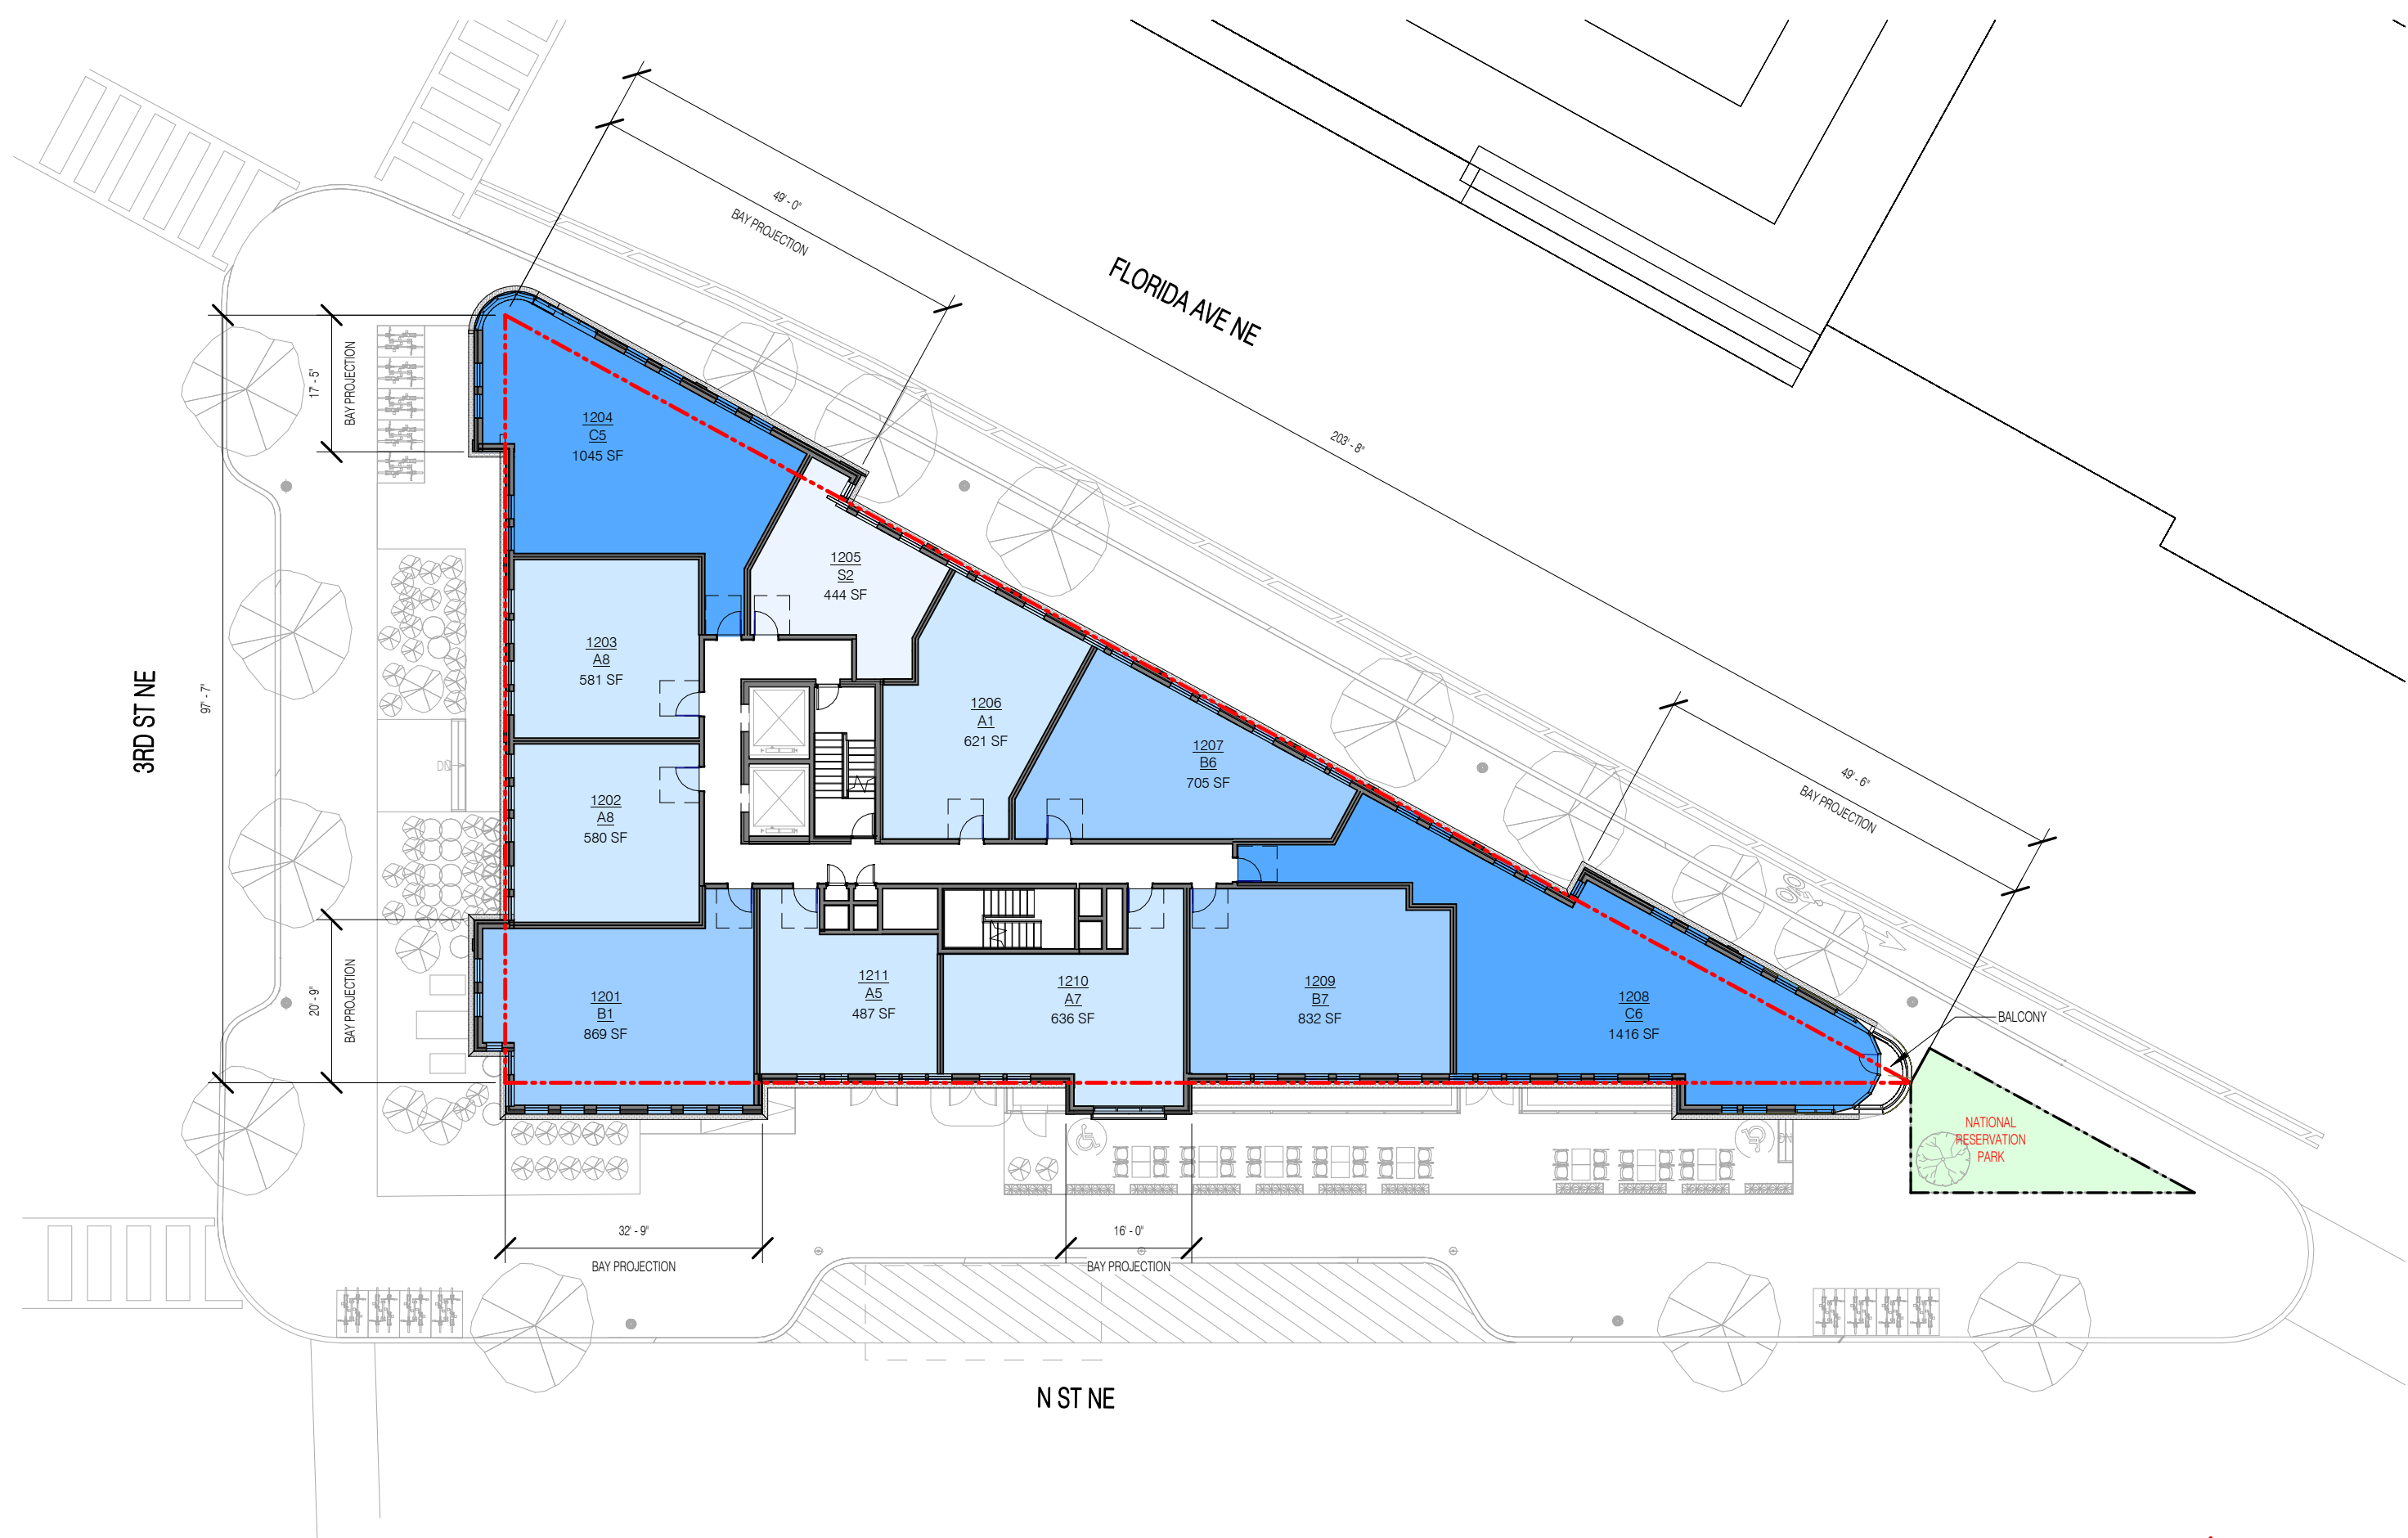 49' - 0"
BAY PROJECTION
FLORIDA AVE NE
203' - 8"
17' - 5"
BAY PROJECTION
1204
C5
1045 SF
1205
S2
444 SF
1203
A8
581 SF
3RD ST NE
97' - 7"
1206
A1
621 SF
1207
B6
705 SF
49' - 6"
BAY PROJECTION
DN
1202
A8
580 SF
20' - 9"
BAY PROJECTION
1201
B1
869 SF
1211
A5
487 SF
1210
A7
636 SF
1209
B7
832 SF
1208
C6
1416 SF
BALCONY
NATIONAL
RESERVATION
PARK
DN
32' - 9"
BAY PROJECTION
16' - 0"
BAY PROJECTION
N ST NE